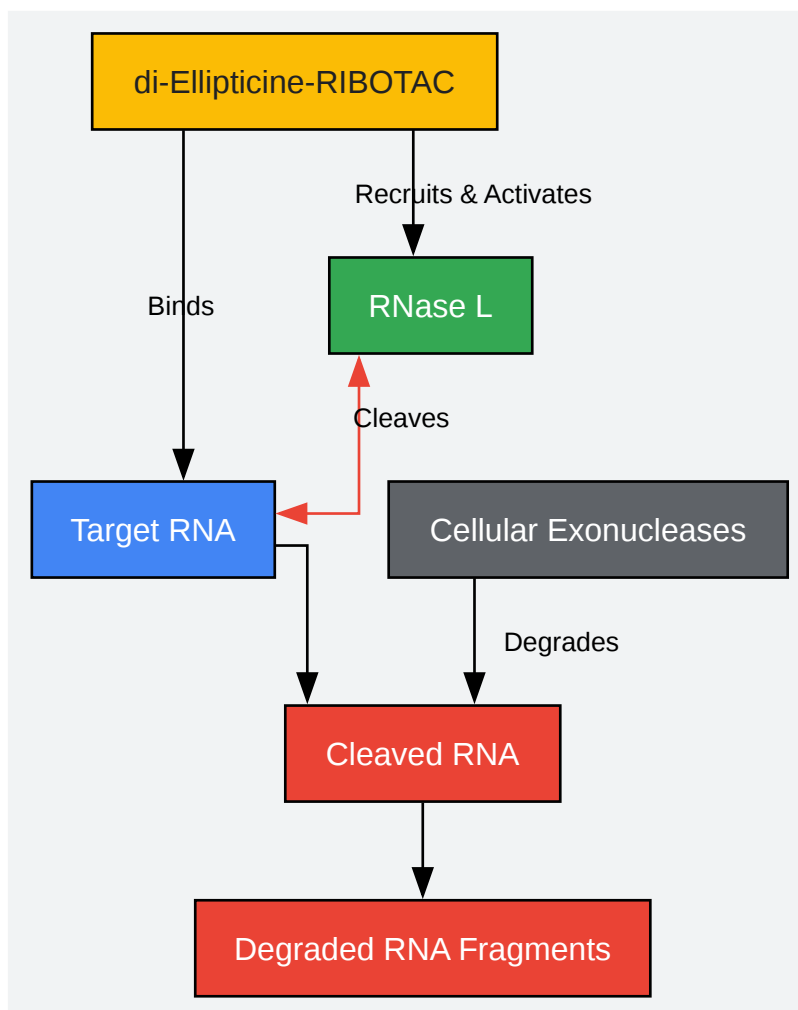 di-Ellipticine-RIBOTAC
Recruits & Activates
Binds
RNase L
Cleaves
Target RNA
Cellular Exonucleases
Degrades
Cleaved RNA
Degraded RNA Fragments